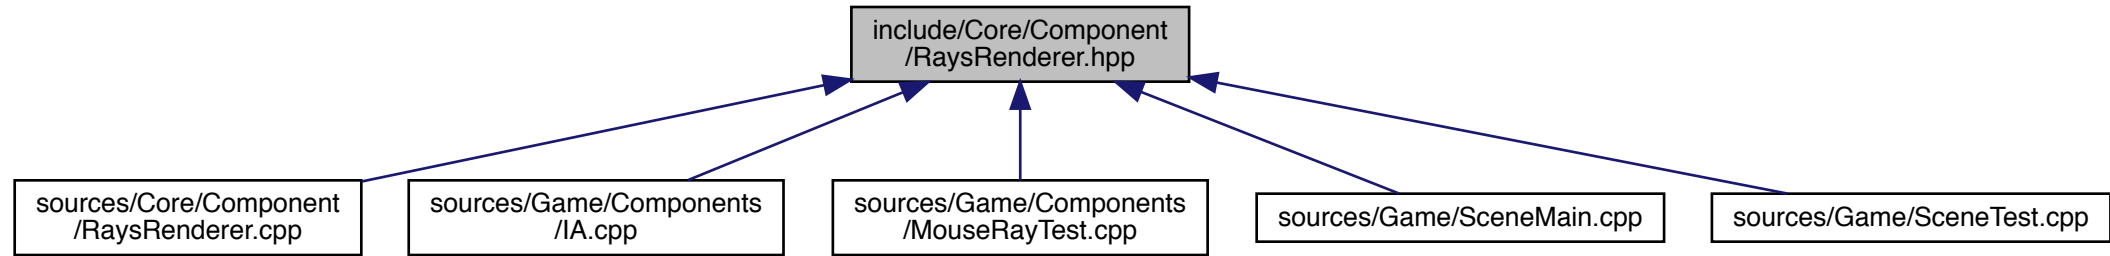 include/Core/Component
/RaysRenderer.hpp
sources/Core/Component
/RaysRenderer.cpp
sources/Game/Components
/IA.cpp
sources/Game/Components
/MouseRayTest.cpp
sources/Game/SceneMain.cpp
sources/Game/SceneTest.cpp